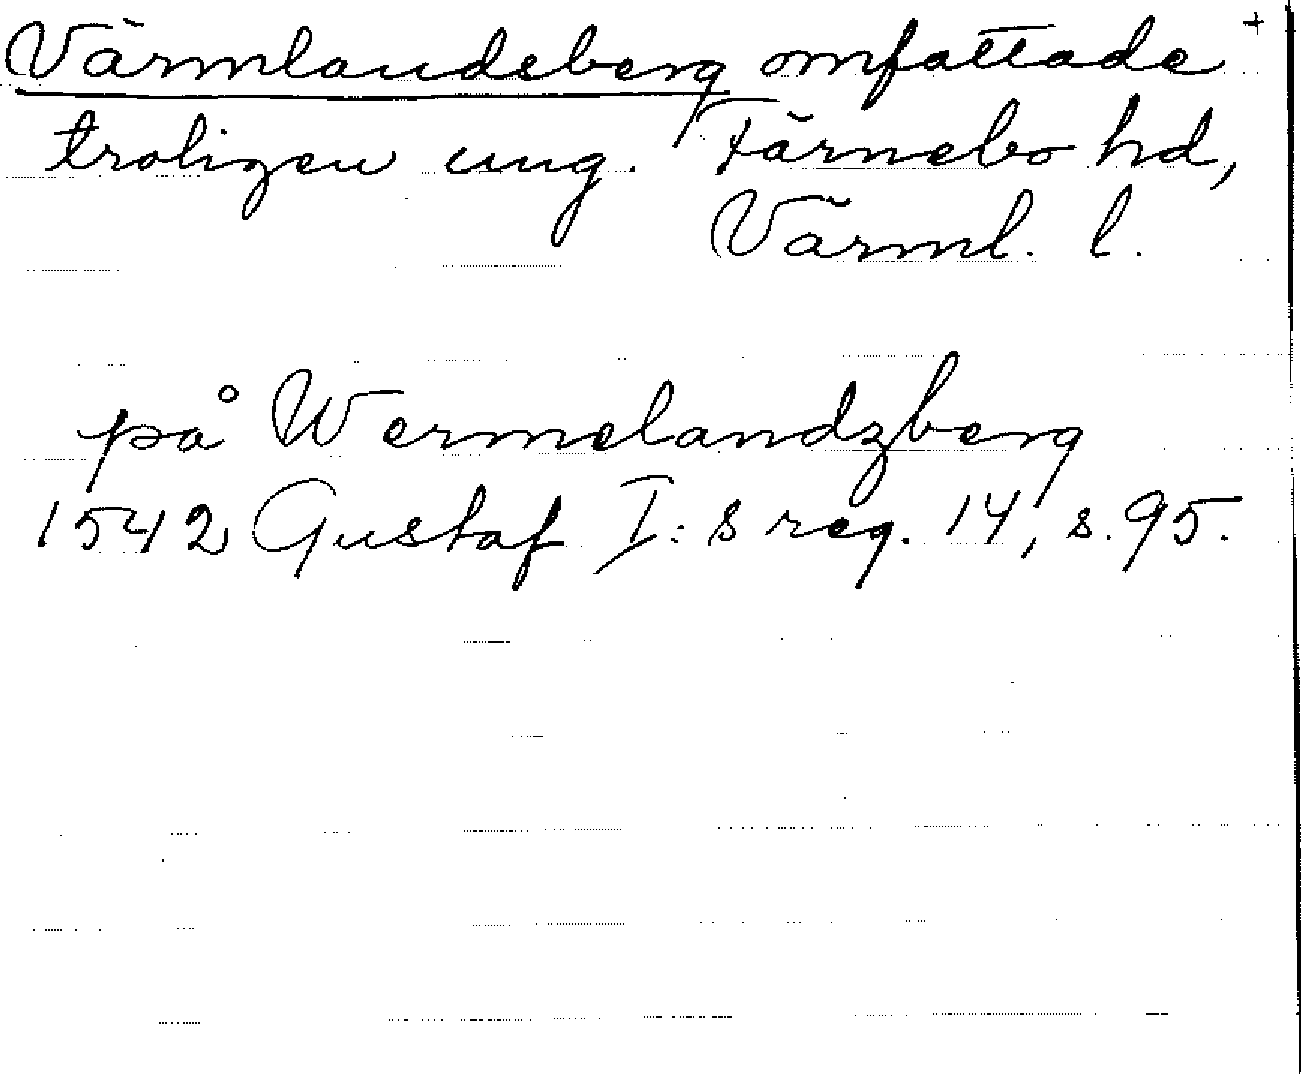 Värmlandsberg omfattade +
troligen ung. Färnebo hd,
Värml. l.
på Wermelandzberg
1542 Gustaf I:s reg. 14, s. 95.